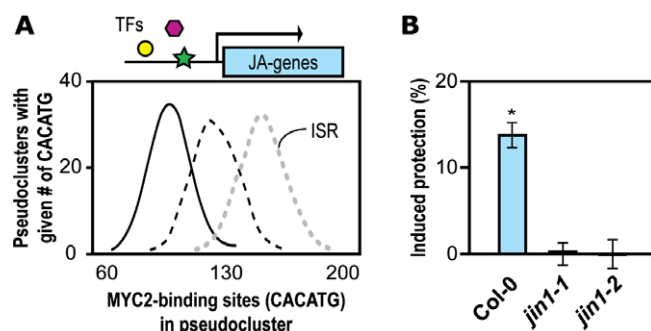 A
TFs
JA-genes
Pseudoclusters with
given # of CACATG
40
20
0
ISR
60
130
200
MYC2-binding sites (CACATG)
in pseudocluster
B
Induced protection (%)
20
10
0
*
Col-0
jin1-1
jin1-2